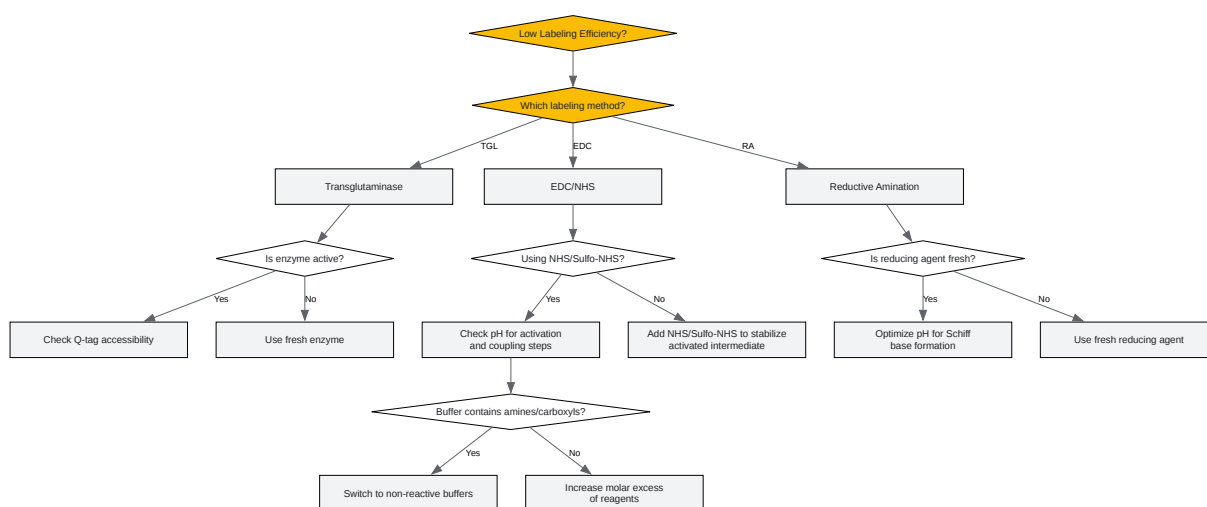 Low Labeling Efficiency?
Which labeling method?
TGL
EDC
RA
Transglutaminase
EDC/NHS
Reductive Amination
Is enzyme active?
Using NHS/Sulfo-NHS?
Is reducing agent fresh?
Yes
No
Yes
No
Yes
No
Check Q-tag accessibility
Use fresh enzyme
Check pH for activation
and coupling steps
Add NHS/Sulfo-NHS to stabilize
activated intermediate
Optimize pH for Schiff
base formation
Use fresh reducing agent
Buffer contains amines/carboxyls?
Yes
No
Switch to non-reactive buffers
Increase molar excess
of reagents